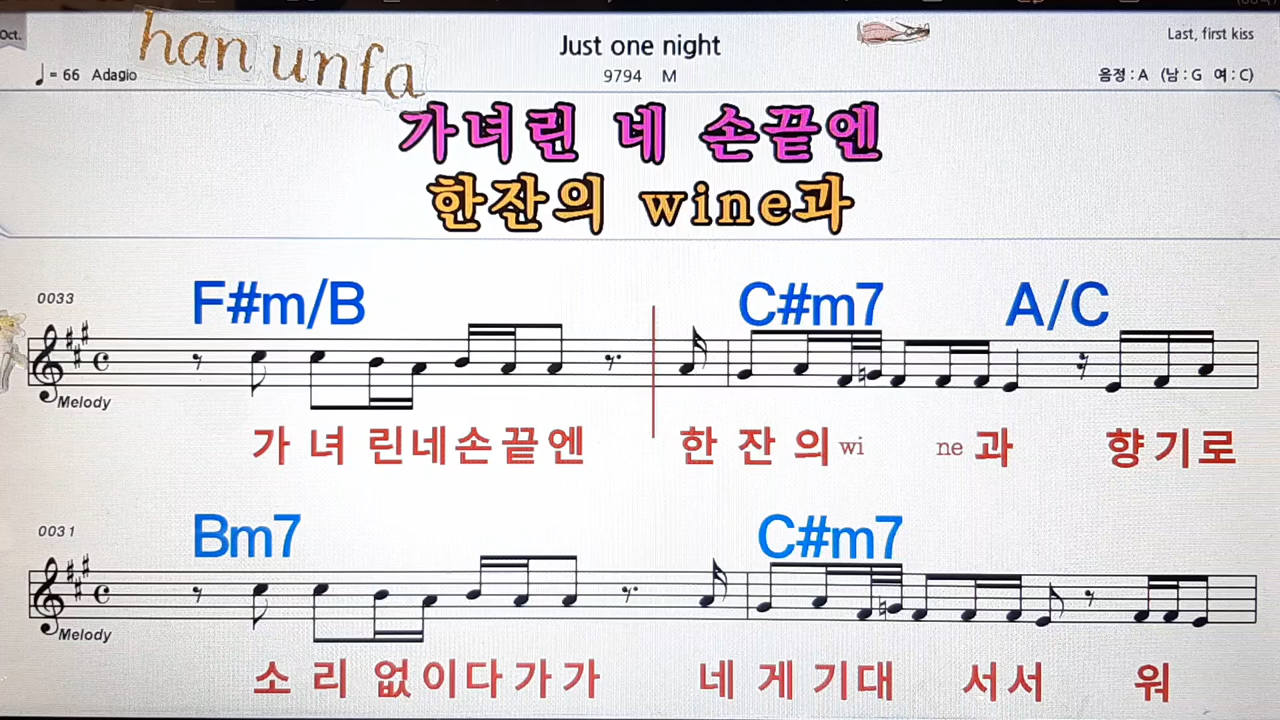 Oct.
han unfa
Just one night
Last, first kiss
♩= 66 Adagio
9794 M
음정 : A (남 : G 여 : C)
가녀린 네 손끝엔
한잔의 wine과
0033
F#m/B C#m7 A/C
Melody
가 녀 린네손끝엔 한 잔 의 wi ne 과 향기로
0031
Bm7 C#m7
Melody
소 리 없이다가가 네 게 기대 서서 워